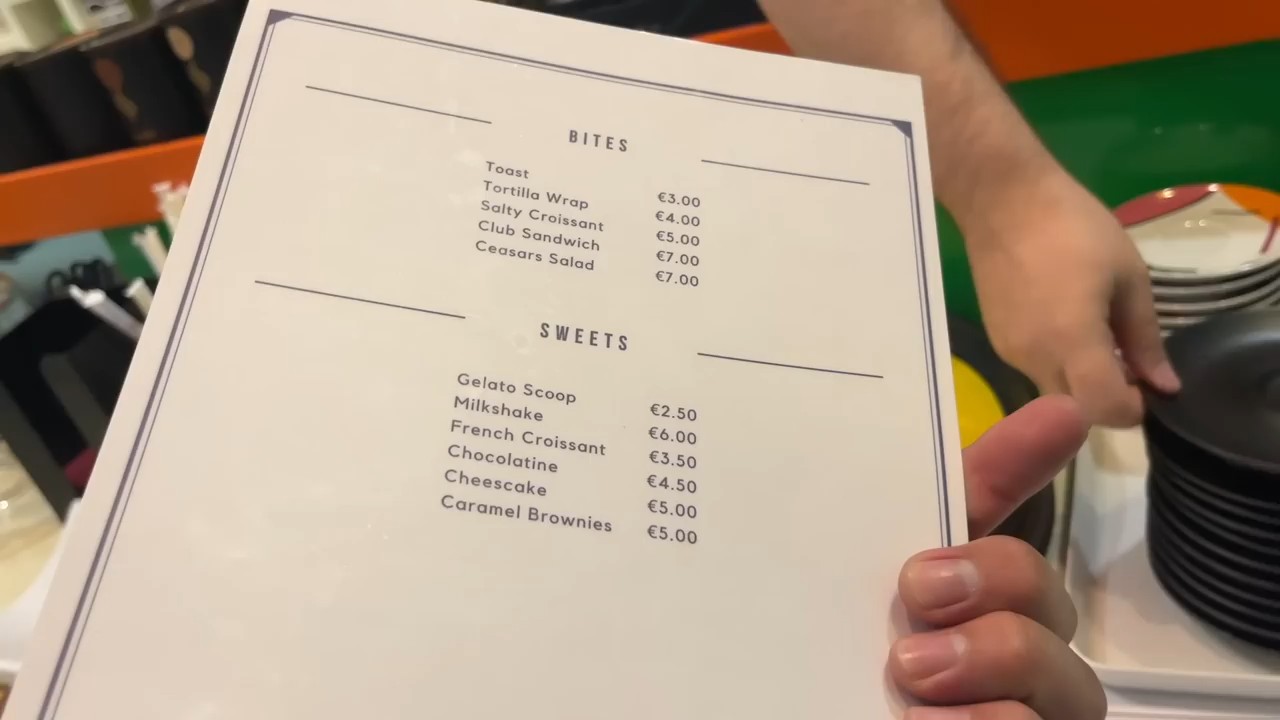 BITES
Toast €3.00
Tortilla Wrap €4.00
Salty Croissant €5.00
Club Sandwich €7.00
Ceasars Salad €7.00
SWEETS
Gelato Scoop €2.50
Milkshake €6.00
French Croissant €3.50
Chocolatine €4.50
Cheescake €5.00
Caramel Brownies €5.00